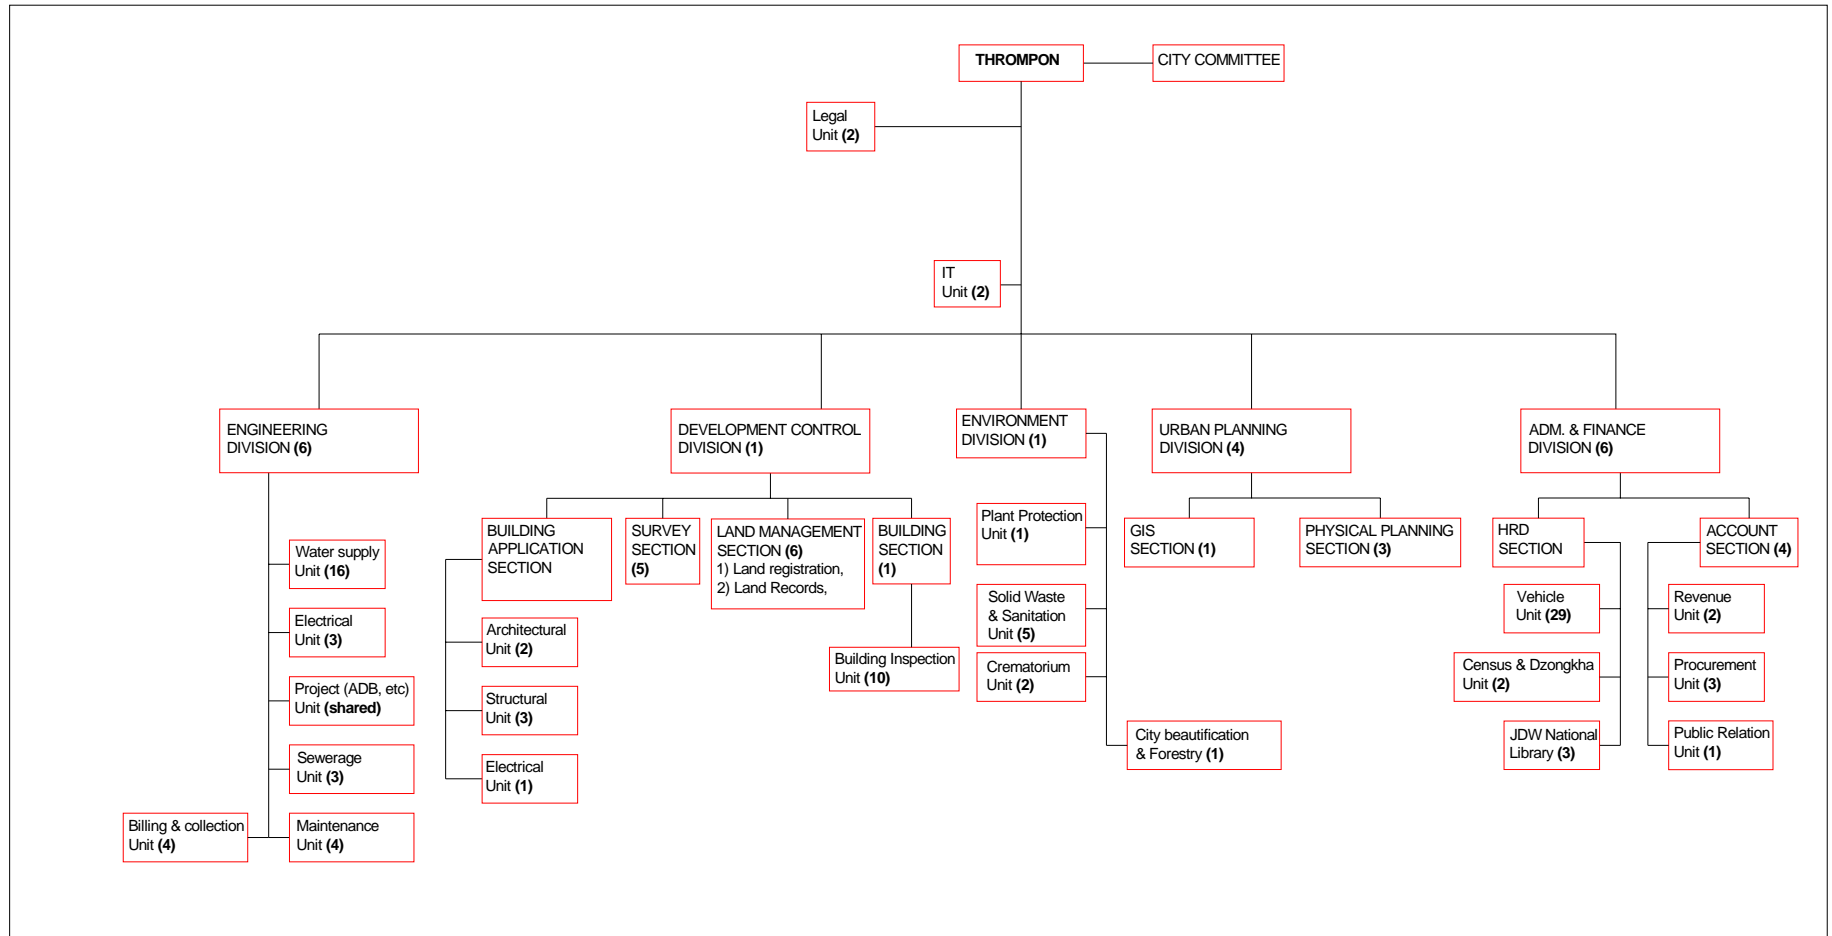 THROMPON
CITY COMMITTEE
Legal
Unit (2)
IT
Unit (2)
ENGINEERING
DIVISION (6)
DEVELOPMENT CONTROL
DIVISION (1)
ENVIRONMENT
DIVISION (1)
URBAN PLANNING
DIVISION (4)
ADM. & FINANCE
DIVISION (6)
Water supply
Unit (16)
Electrical
Unit (3)
Project (ADB, etc)
Unit (shared)
Sewerage
Unit (3)
Billing & collection
Unit (4)
Maintenance
Unit (4)
BUILDING
APPLICATION
SECTION
SURVEY
SECTION
(5)
LAND MANAGEMENT
SECTION (6)
1) Land registration,
2) Land Records,
BUILDING
SECTION
(1)
Architectural
Unit (2)
Structural
Unit (3)
Electrical
Unit (1)
Building Inspection
Unit (10)
Plant Protection
Unit (1)
Solid Waste
& Sanitation
Unit (5)
Crematorium
Unit (2)
City beautification
& Forestry (1)
GIS
SECTION (1)
PHYSICAL PLANNING
SECTION (3)
HRD
SECTION
ACCOUNT
SECTION (4)
Vehicle
Unit (29)
Census & Dzongkha
Unit (2)
JDW National
Library (3)
Revenue
Unit (2)
Procurement
Unit (3)
Public Relation
Unit (1)